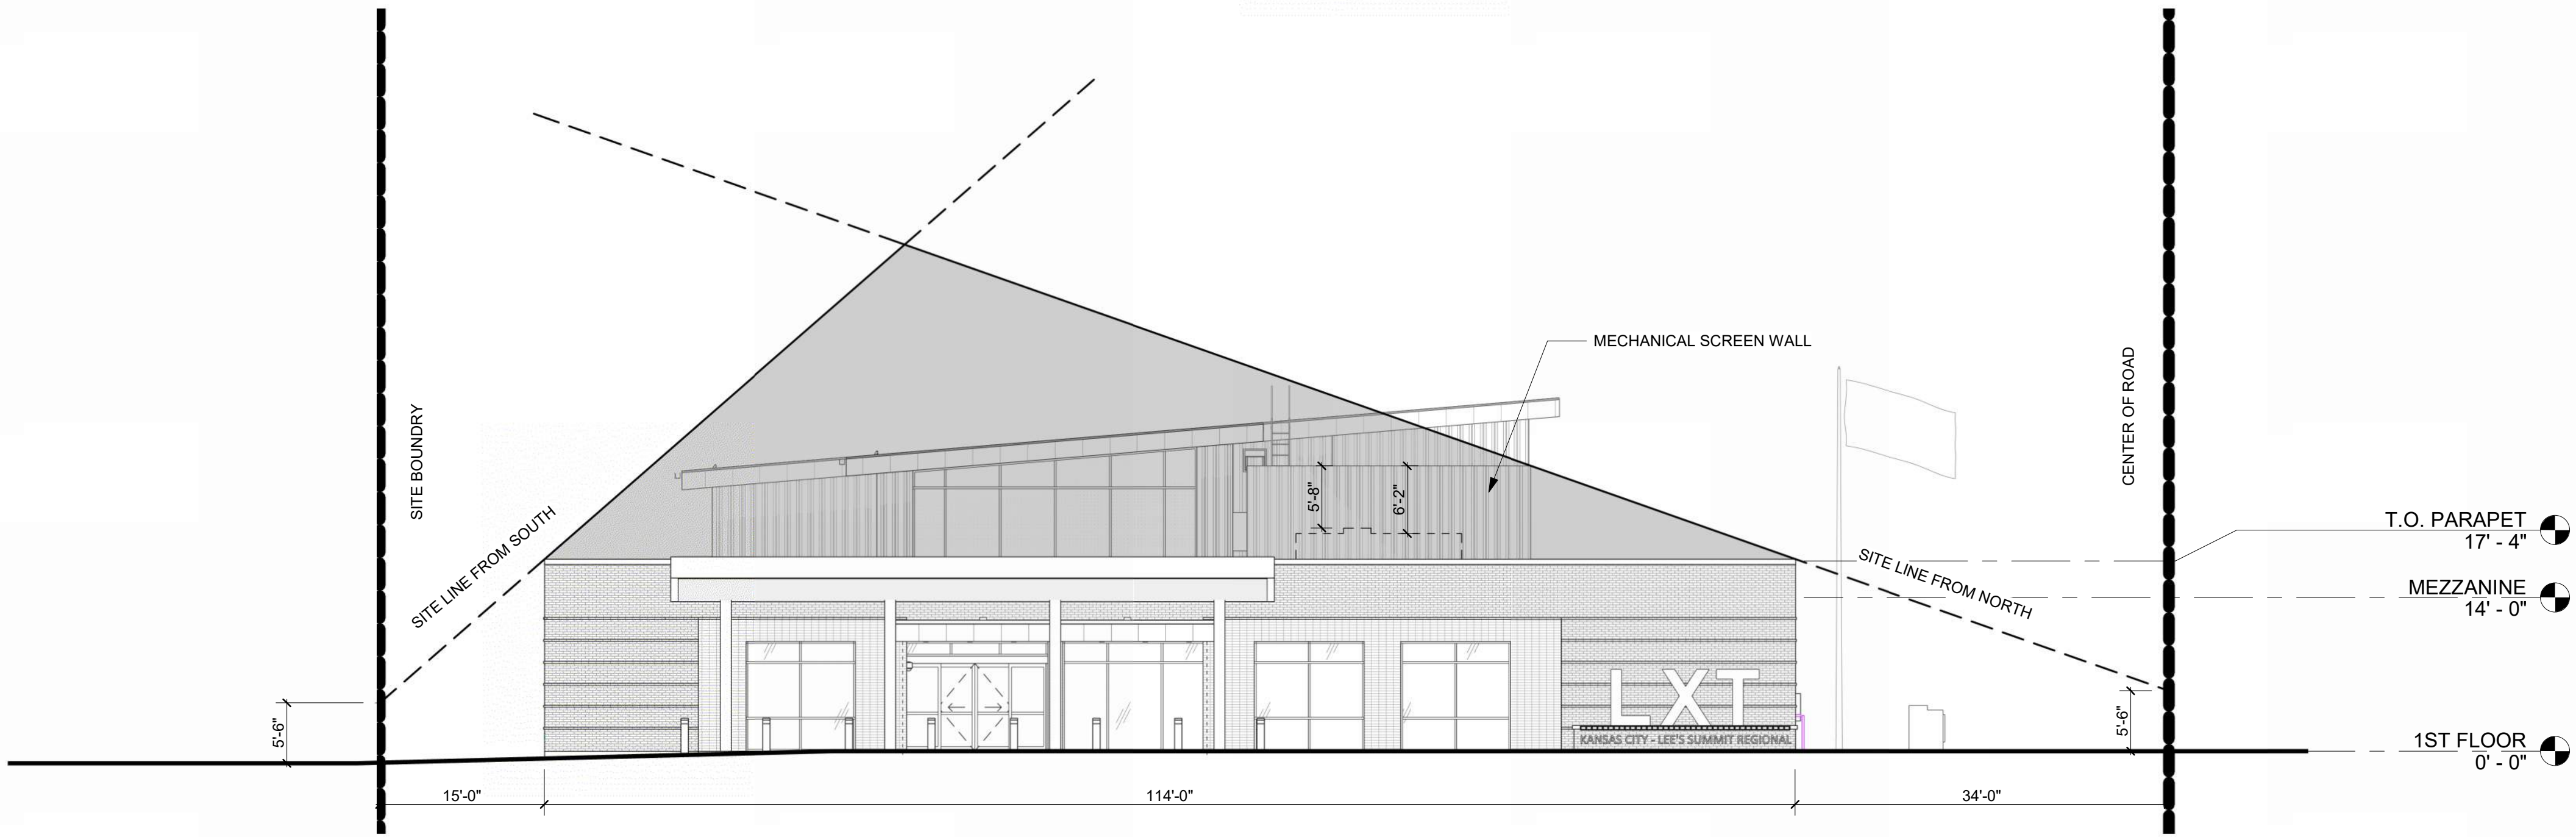 MECHANICAL SCREEN WALL
SITE BOUNDRY
CENTER OF ROAD
5'-8"
6'-2"
SITE LINE FROM SOUTH
SITE LINE FROM NORTH
T.O. PARAPET
17' - 4"
MEZZANINE
14' - 0"
LXT
KANSAS CITY - LEE'S SUMMIT REGIONAL
5'-6"
5'-6"
1ST FLOOR
0' - 0"
15'-0"
114'-0"
34'-0"